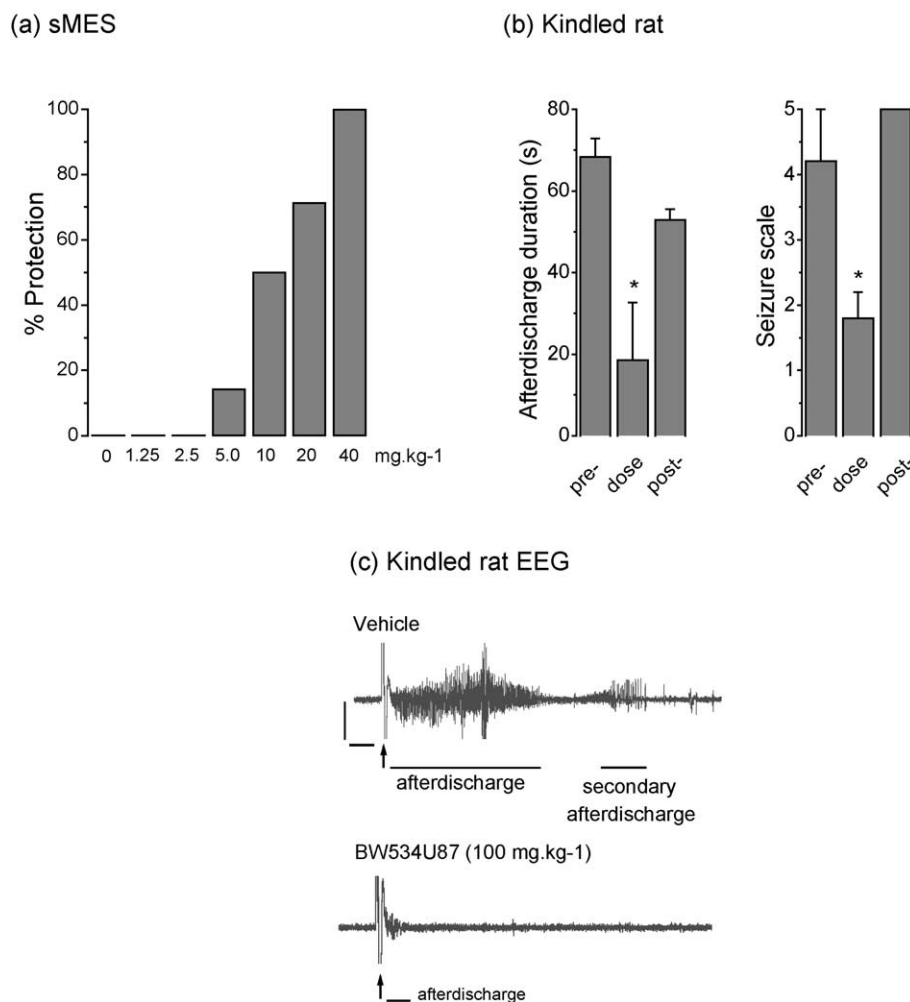 (a) sMES
% Protection
100
80
60
40
20
0
0 1.25 2.5 5.0 10 20 40 mg.kg-1
(b) Kindled rat
Afterdischarge duration (s)
80
60
40
20
0
pre- dose post-
*
Seizure scale
5
4
3
2
1
0
pre- dose post-
*
(c) Kindled rat EEG
Vehicle
afterdischarge
secondary
afterdischarge
BW534U87 (100 mg.kg-1)
afterdischarge